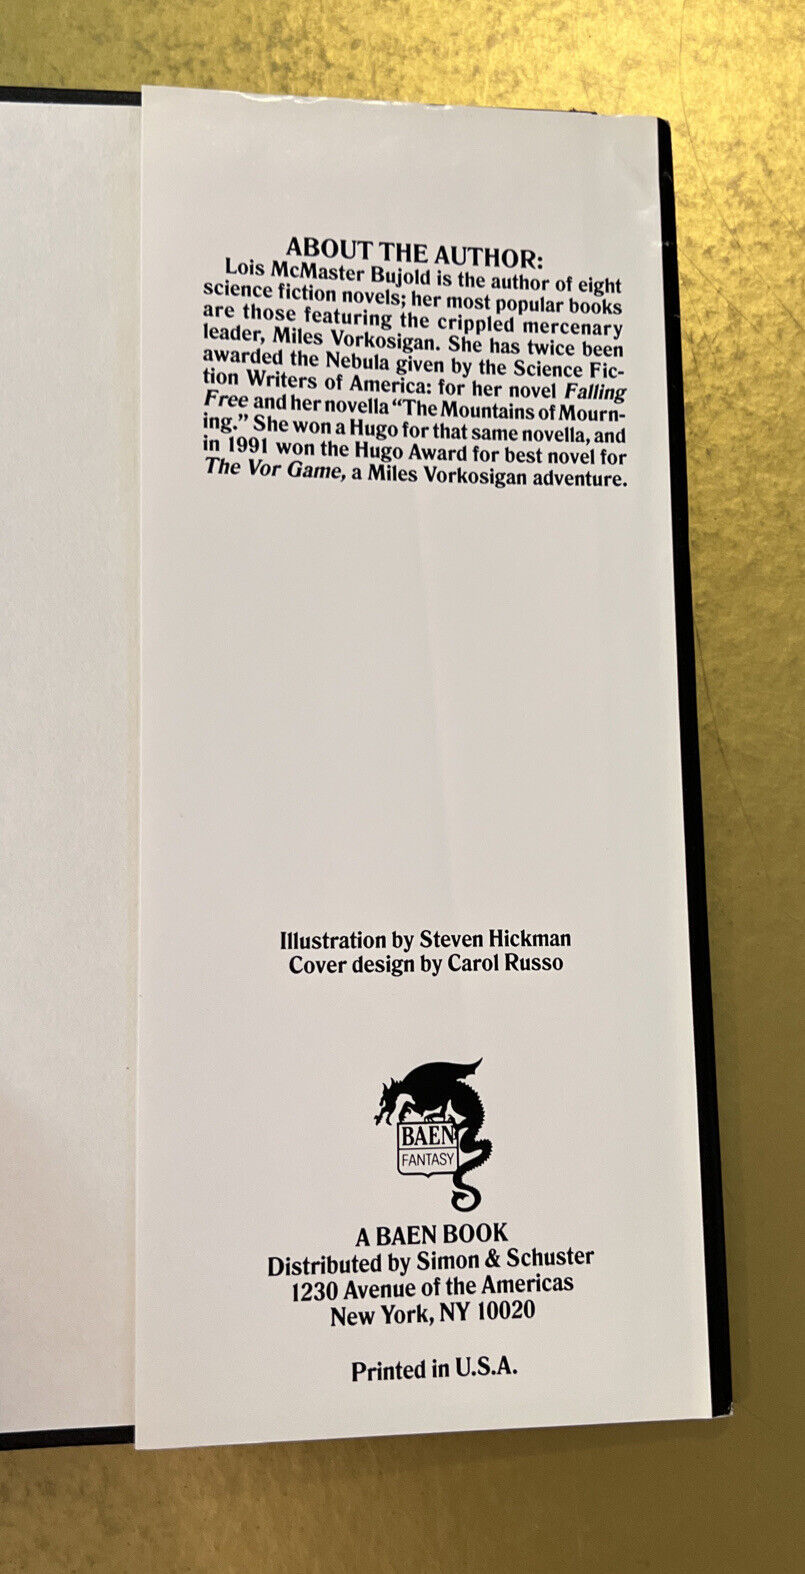 ABOUT THE AUTHOR:
Lois McMaster Bujold is the author of eight
science fiction novels; her most popular books
are those featuring the crippled mercenary
leader, Miles Vorkosigan. She has twice been
awarded the Nebula given by the Science Fic-
tion Writers of America: for her novel Falling
Free and her novella “The Mountains of Mourn-
ing.” She won a Hugo for that same novella, and
in 1991 won the Hugo Award for best novel for
The Vor Game, a Miles Vorkosigan adventure.
Illustration by Steven Hickman
Cover design by Carol Russo
BAEN
FANTASY
A BAEN BOOK
Distributed by Simon & Schuster
1230 Avenue of the Americas
New York, NY 10020
Printed in U.S.A.